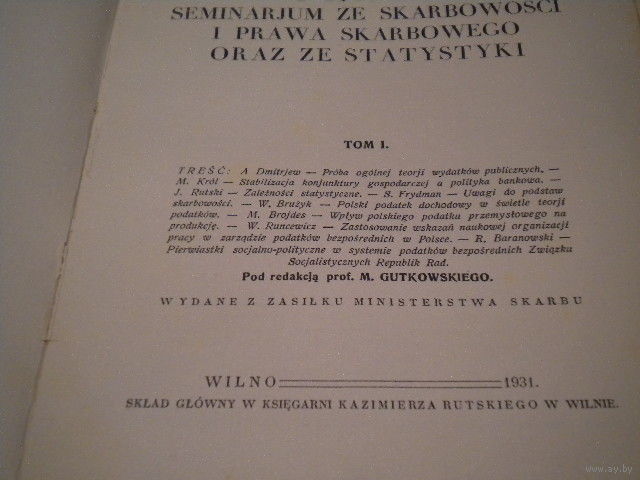 SEMINARJUM ZE SKARBOWOŚCI
I PRAWA SKARBOWEGO
ORAZ ZE STATYSTYKI
TOM I.
TREŚĆ: A Dmitrjew — Próba ogólnej teorji wydatków publicznych. —
M. Król — Stabilizacja konjunktury gospodarczej a polityka bankowa. —
J. Rutski — Zależności statystyczne. — S. Frydman — Uwagi do podstaw
skarbowości. — W. Brużyk — Polski podatek dochodowy w świetle teorji
podatków. — M. Brojdes — Wpływ polskiego podatku przemysłowego na
produkcję. — W. Runcewicz — Zastosowanie wskazań naukowej organizacji
pracy w zarządzie podatków bezpośrednich w Polsce. — R. Baranowski —
Pierwiastki socjalno-polityczne w systemie podatków bezpośrednich Związku
Socjalistycznych Republik Rad.
Pod redakcją prof. M. GUTKOWSKIEGO.
WYDANE Z ZASIŁKU MINISTERSTWA SKARBU
WILNO 1931.
SKŁAD GŁÓWNY W KSIĘGARNI KAZIMIERZA RUTSKIEGO W WILNIE.
www.ay.by